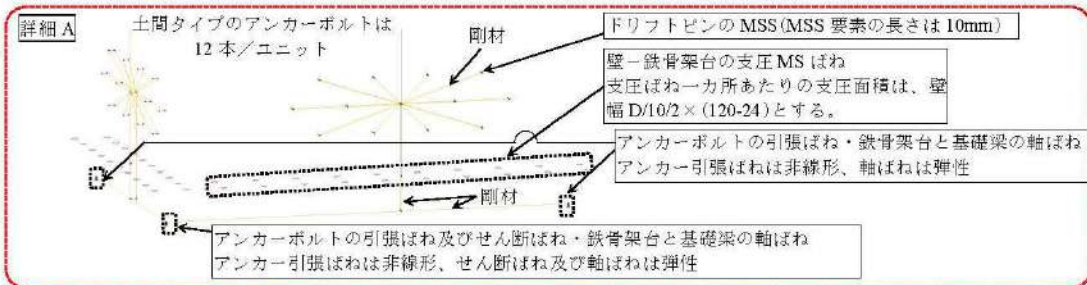 詳細 A
土間タイプのアンカーボルトは
12 本／ユニット
剛材
ドリフトピンの MSS(MSS 要素の長さは 10mm)
壁－鉄骨架台の支圧 MS ばね
支圧ばね一カ所あたりの支圧面積は、壁
幅 D/10/2×(120-24)とする。
アンカーボルトの引張ばね・鉄骨架台と基礎梁の軸ばね
アンカー引張ばねは非線形、軸ばねは弾性
剛材
アンカーボルトの引張ばね及びせん断ばね・鉄骨架台と基礎梁の軸ばね
アンカー引張ばねは非線形、せん断ばね及び軸ばねは弾性